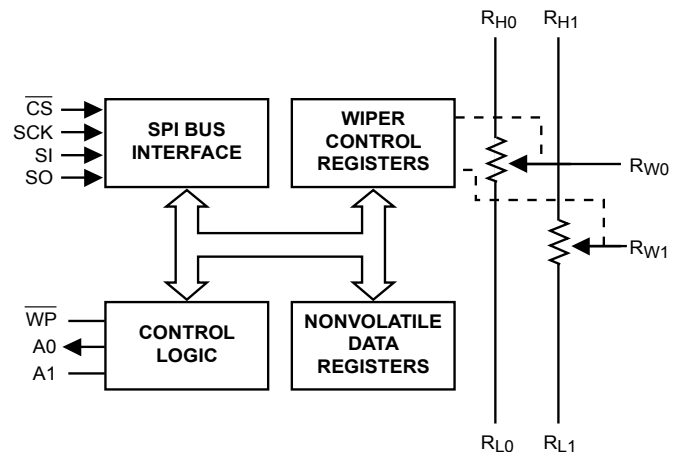 RH0 RH1
CS
SCK
SI
SO
SPI BUS
INTERFACE
WIPER
CONTROL
REGISTERS
RW0
RW1
WP
A0
A1
CONTROL
LOGIC
NONVOLATILE
DATA
REGISTERS
RL0 RL1